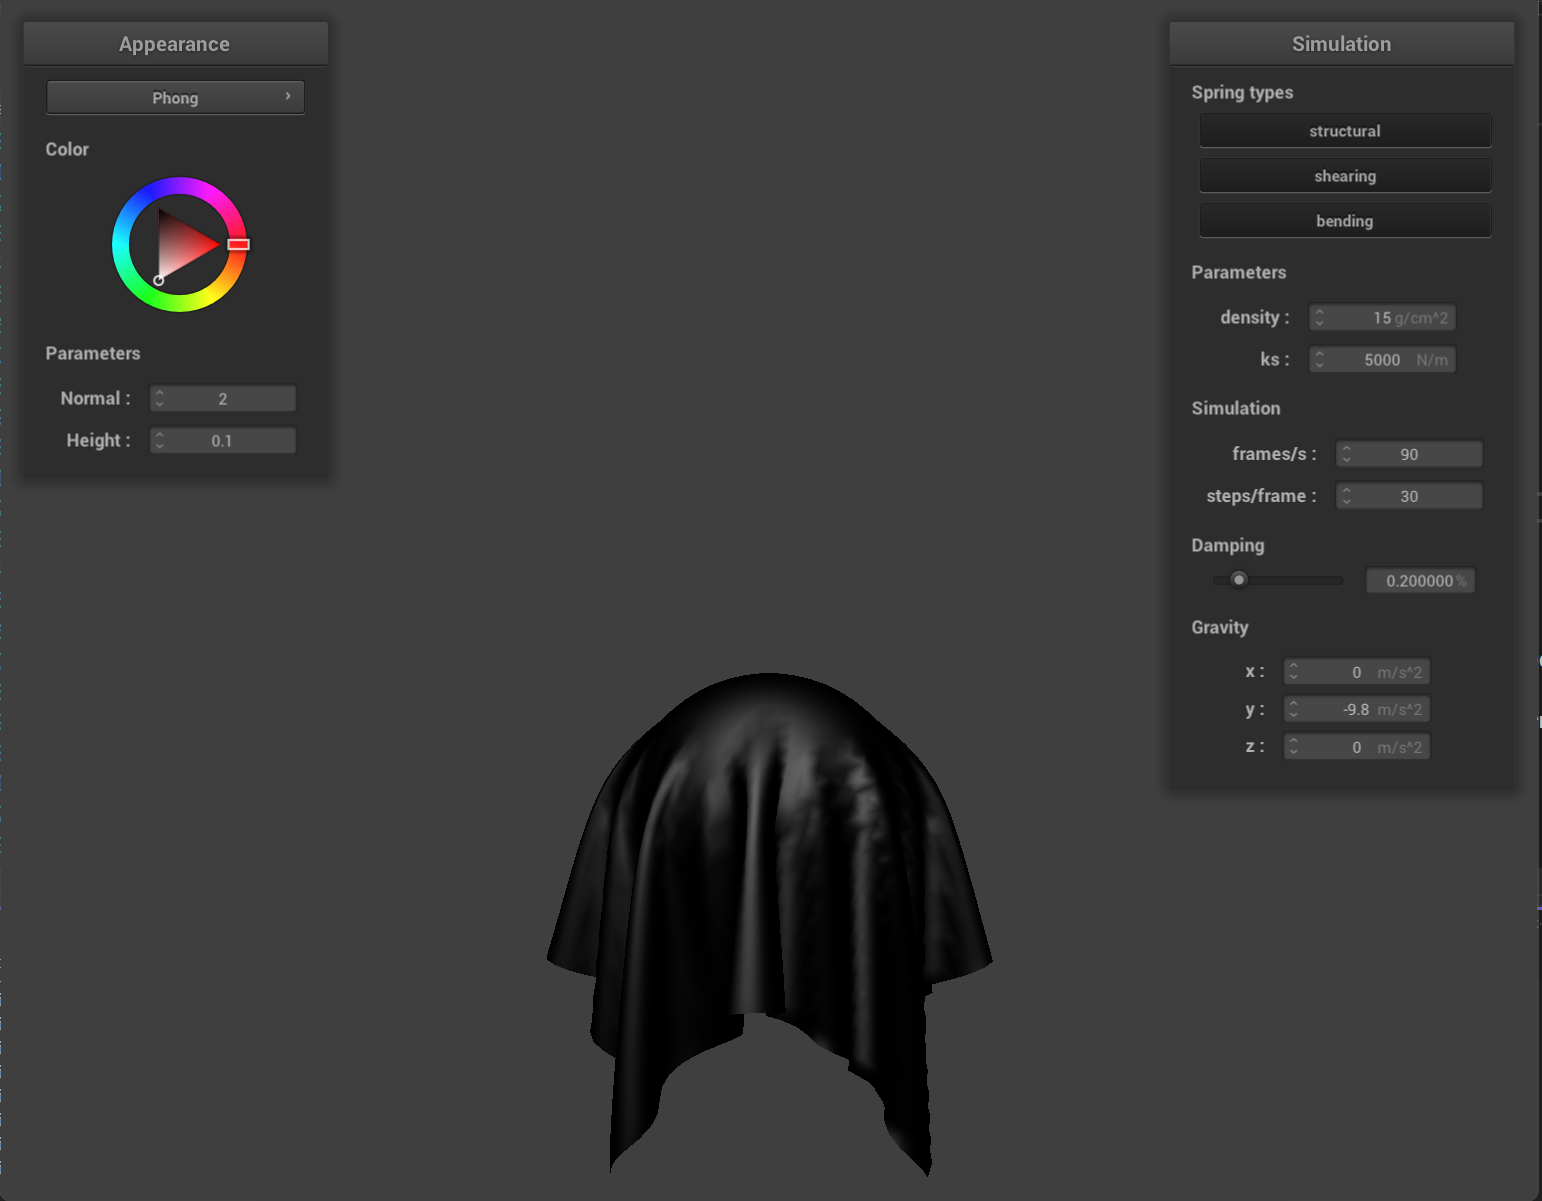 Appearance
Phong
Color
Parameters
Normal : 2
Height : 0.1
Simulation
Spring types
structural
shearing
bending
Parameters
density : 15 g/cm^2
ks : 5000 N/m
Simulation
frames/s : 90
steps/frame : 30
Damping
0.200000 %
Gravity
x : 0 m/s^2
y : -9.8 m/s^2
z : 0 m/s^2